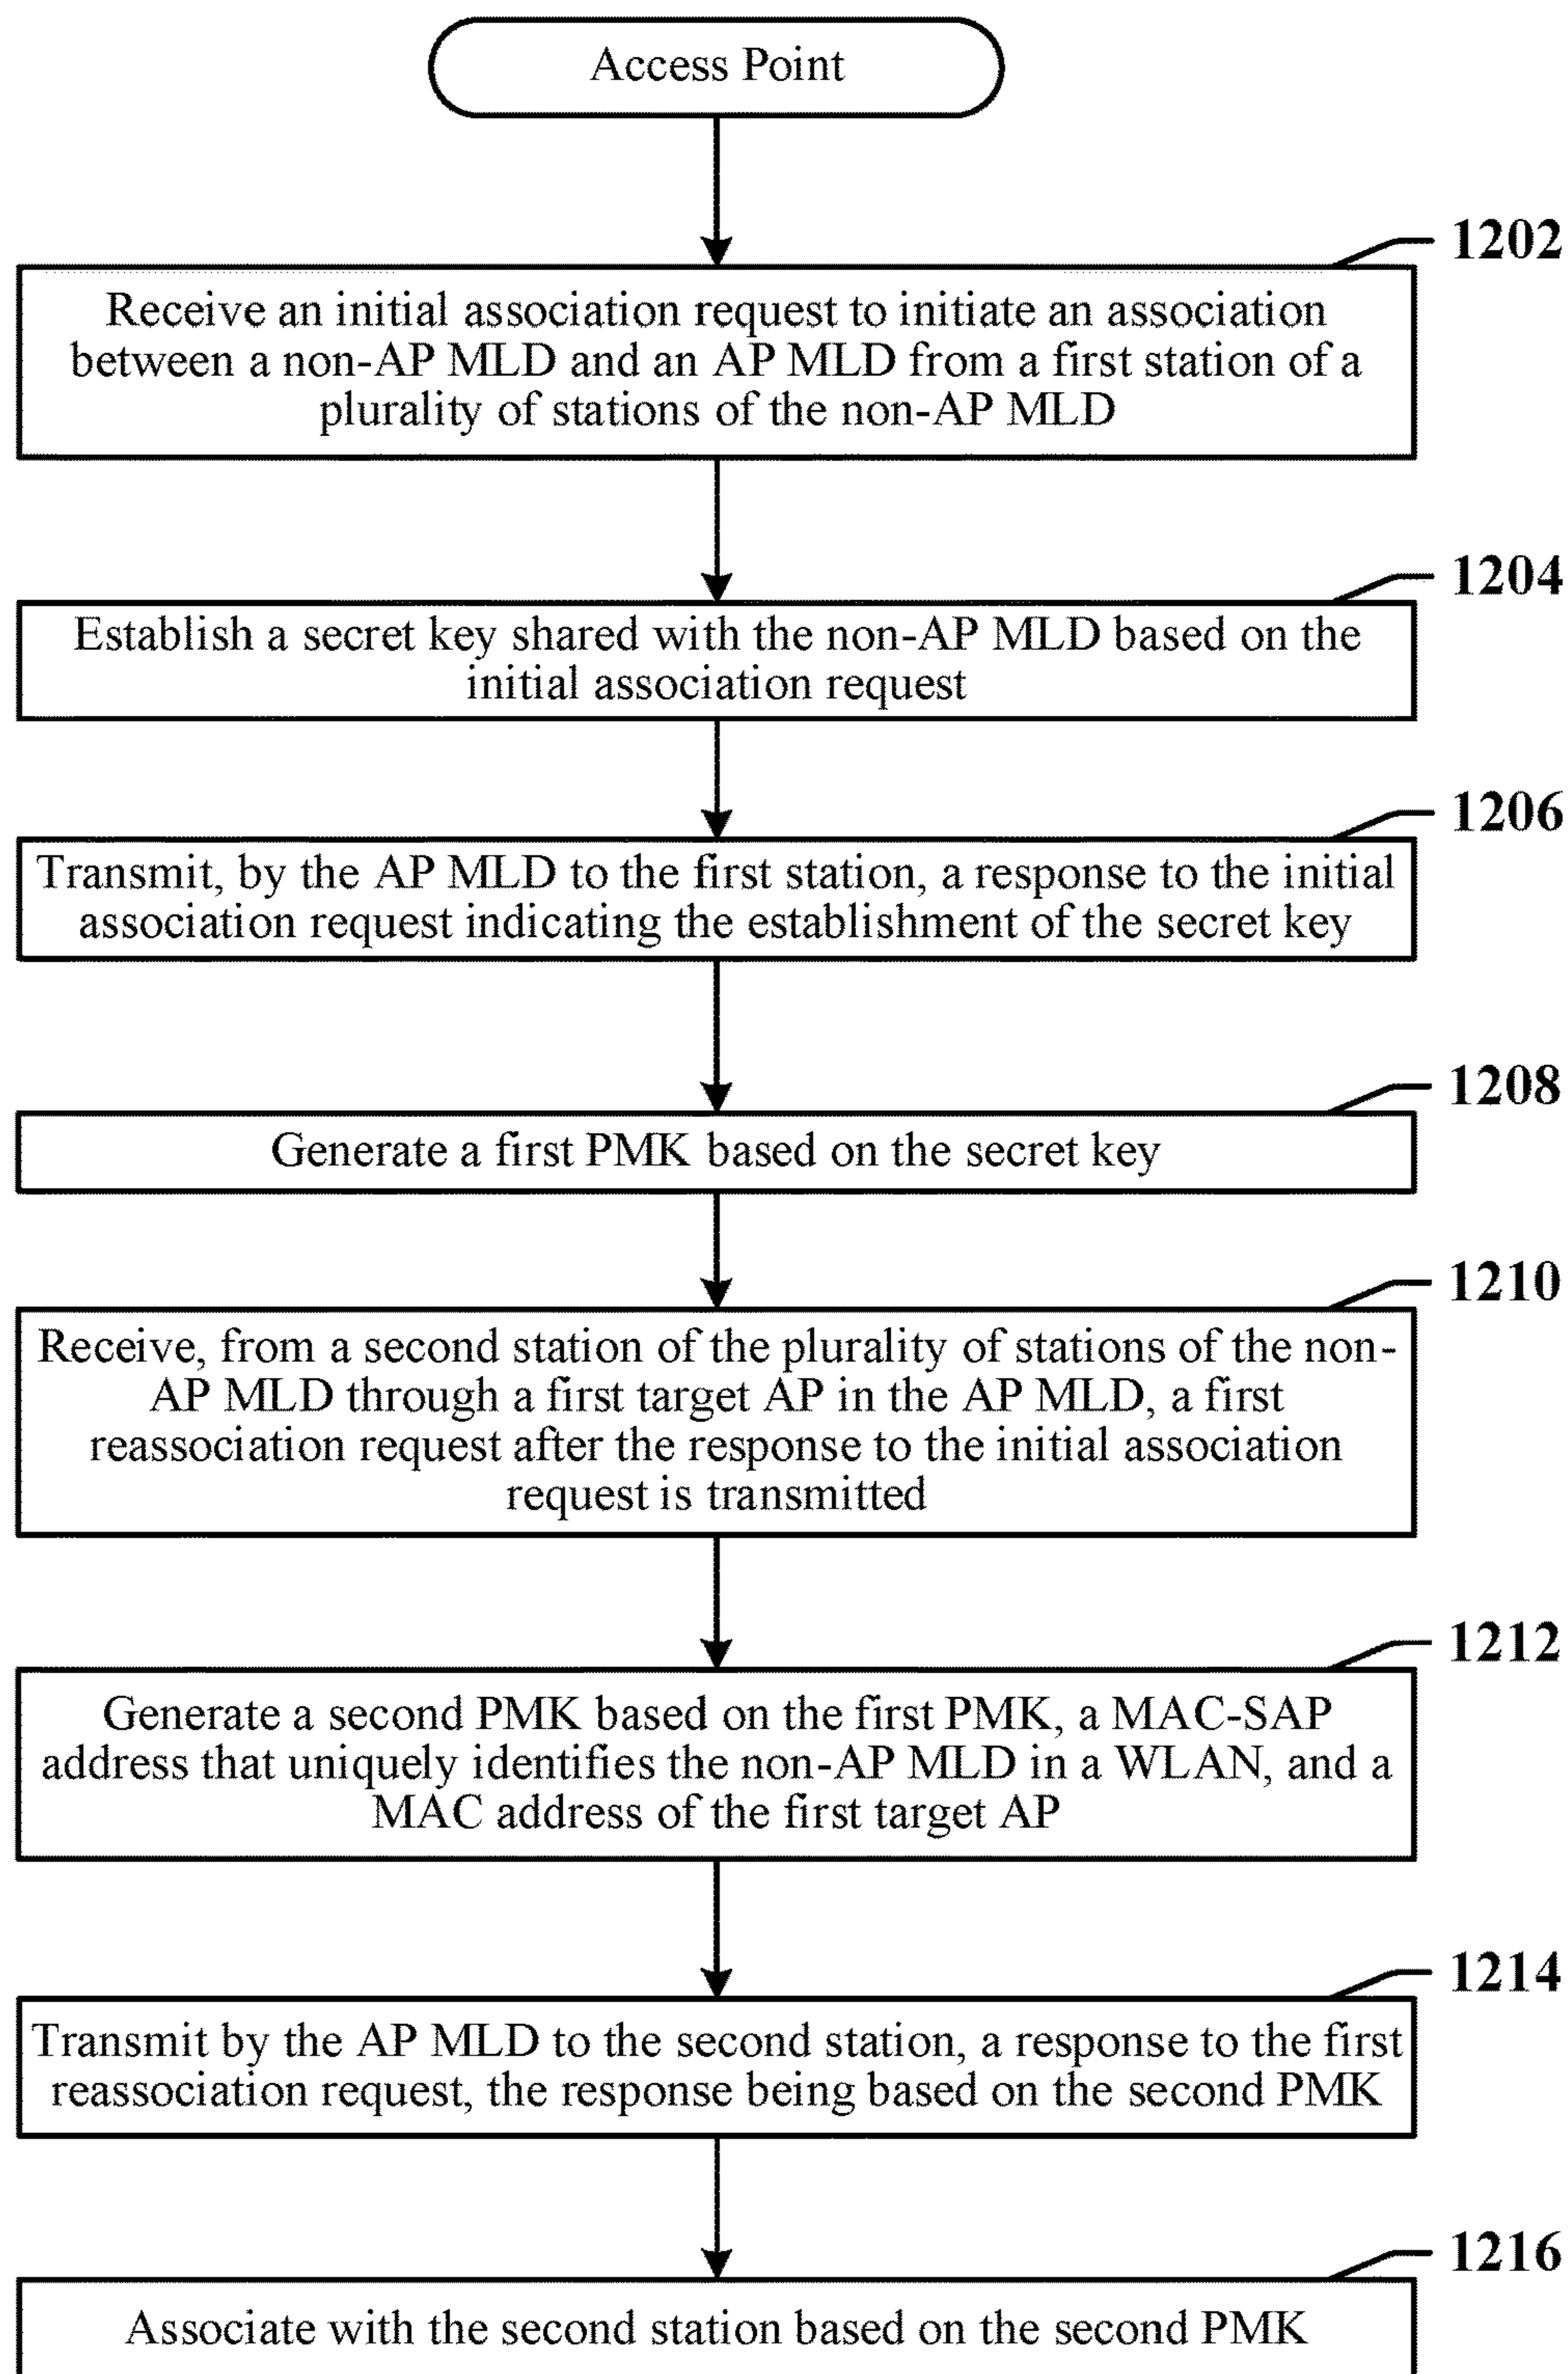 Access Point
1202
Receive an initial association request to initiate an association
between a non-AP MLD and an AP MLD from a first station of a
plurality of stations of the non-AP MLD
1204
Establish a secret key shared with the non-AP MLD based on the
initial association request
1206
Transmit, by the AP MLD to the first station, a response to the initial
association request indicating the establishment of the secret key
1208
Generate a first PMK based on the secret key
1210
Receive, from a second station of the plurality of stations of the non-
AP MLD through a first target AP in the AP MLD, a first
reassociation request after the response to the initial association
request is transmitted
1212
Generate a second PMK based on the first PMK, a MAC-SAP
address that uniquely identifies the non-AP MLD in a WLAN, and a
MAC address of the first target AP
1214
Transmit by the AP MLD to the second station, a response to the first
reassociation request, the response being based on the second PMK
1216
Associate with the second station based on the second PMK